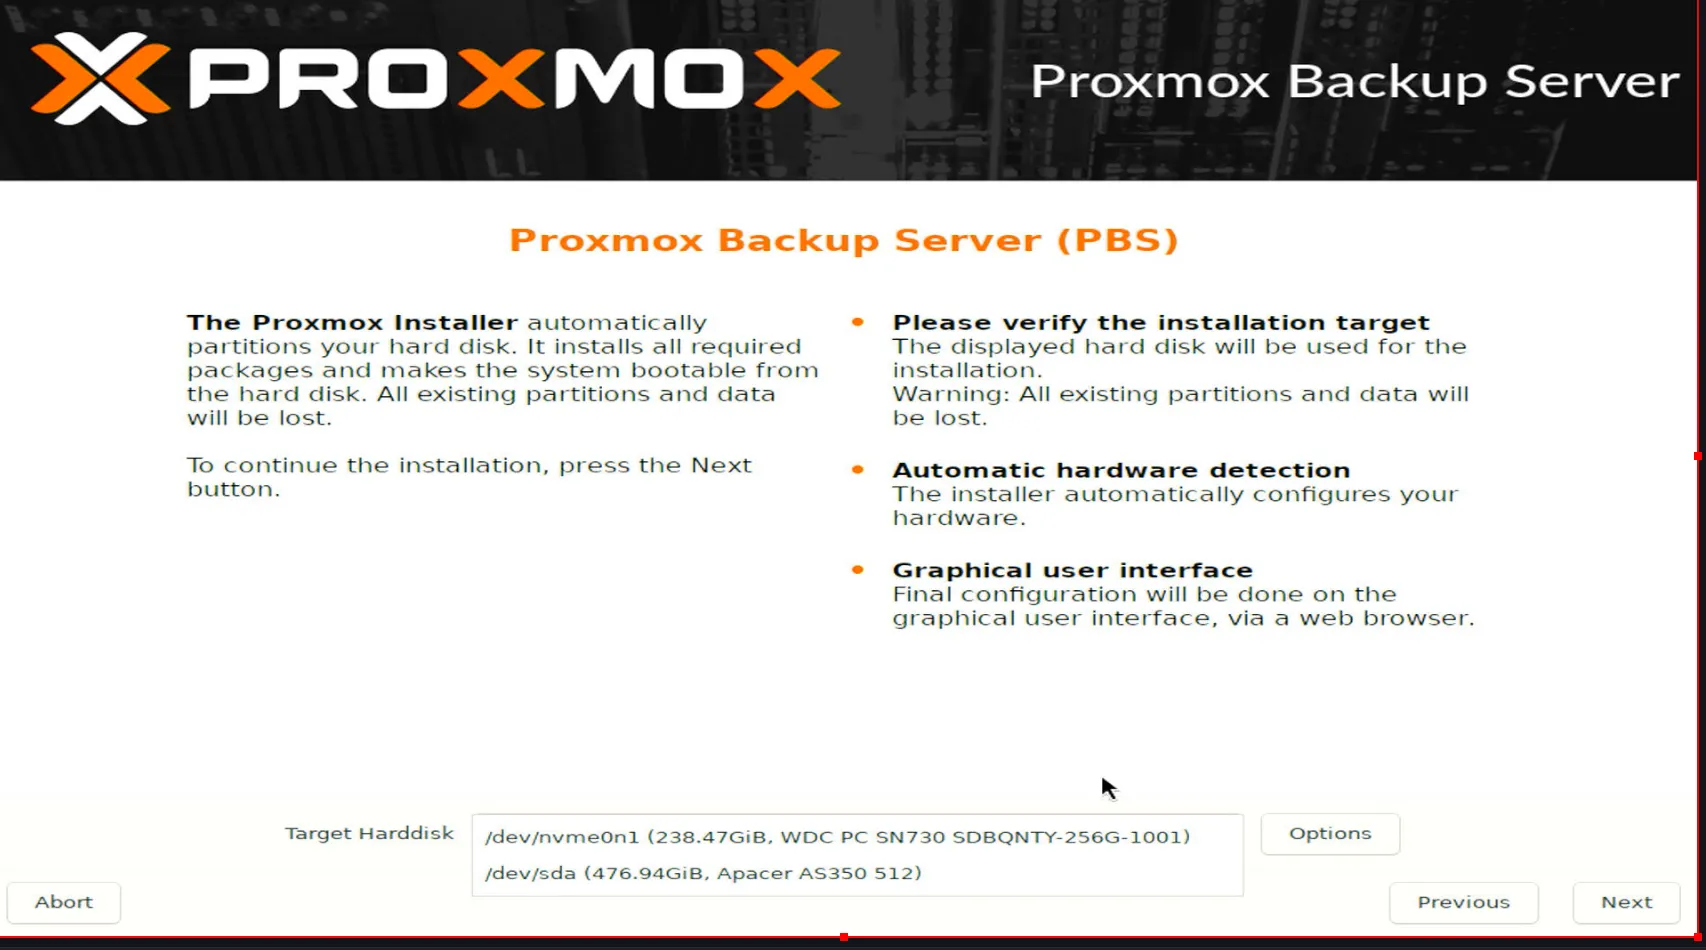 PROXMOX
Proxmox Backup Server
Proxmox Backup Server (PBS)
The Proxmox Installer automatically
partitions your hard disk. It installs all required
packages and makes the system bootable from
the hard disk. All existing partitions and data
will be lost.
To continue the installation, press the Next
button.
Please verify the installation target
The displayed hard disk will be used for the
installation.
Warning: All existing partitions and data will
be lost.
Automatic hardware detection
The installer automatically configures your
hardware.
Graphical user interface
Final configuration will be done on the
graphical user interface, via a web browser.
Target Harddisk
/dev/nvme0n1 (238.47GiB, WDC PC SN730 SDBQNTY-256G-1001)
/dev/sda (476.94GiB, Apacer AS350 512)
Options
Abort
Previous
Next